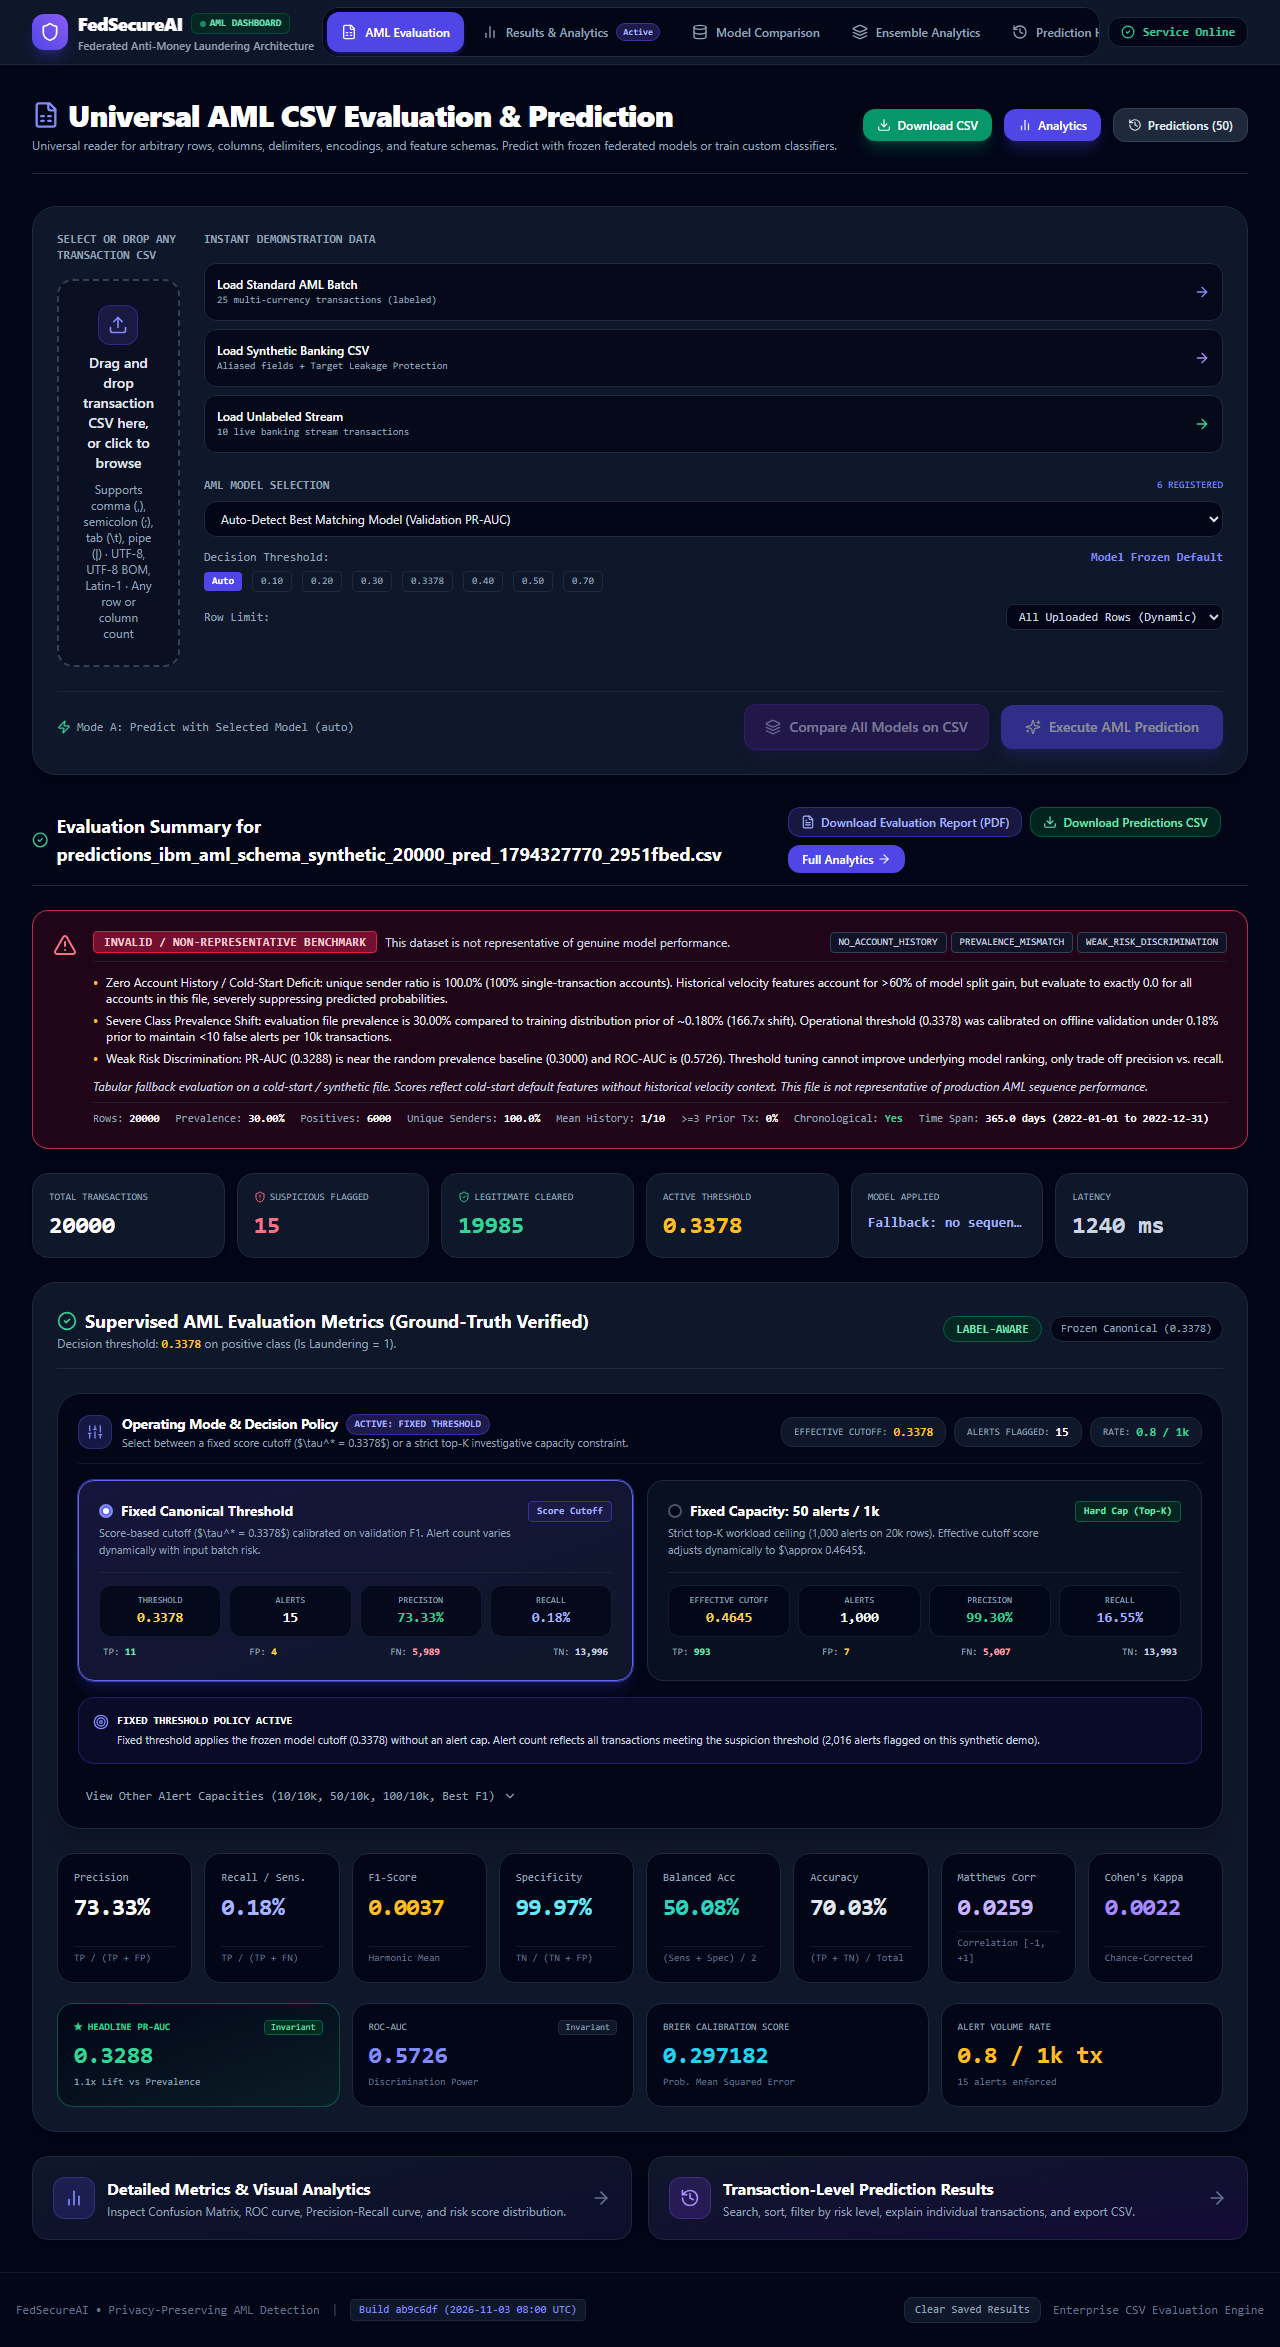 FedSecureAI
AML DASHBOARD
Federated Anti-Money Laundering Architecture
AML Evaluation
Results & Analytics
Active
Model Comparison
Ensemble Analytics
Prediction H
Service Online
Universal AML CSV Evaluation & Prediction
Universal reader for arbitrary rows, columns, delimiters, encodings, and feature schemas. Predict with frozen federated models or train custom classifiers.
Download CSV
Analytics
Predictions (50)
SELECT OR DROP ANY
TRANSACTION CSV
Drag and
drop
transaction
CSV here,
or click to
browse
Supports
comma (,),
semicolon (;),
tab (\t), pipe
(|) · UTF-8,
UTF-8 BOM,
Latin-1 · Any
row or
column
count
INSTANT DEMONSTRATION DATA
Load Standard AML Batch
25 multi-currency transactions (labeled)
Load Synthetic Banking CSV
Aliased fields + Target Leakage Protection
Load Unlabeled Stream
10 live banking stream transactions
AML MODEL SELECTION
6 REGISTERED
Auto-Detect Best Matching Model (Validation PR-AUC)
Decision Threshold:
Model Frozen Default
Auto 0.10 0.20 0.30 0.3378 0.40 0.50 0.70
Row Limit:
All Uploaded Rows (Dynamic)
Mode A: Predict with Selected Model (auto)
Compare All Models on CSV
Execute AML Prediction
Evaluation Summary for
predictions_ibm_aml_schema_synthetic_20000_pred_1794327770_2951fbed.csv
Download Evaluation Report (PDF)
Download Predictions CSV
Full Analytics →
INVALID / NON-REPRESENTATIVE BENCHMARK
This dataset is not representative of genuine model performance.
NO_ACCOUNT_HISTORY
PREVALENCE_MISMATCH
WEAK_RISK_DISCRIMINATION
• Zero Account History / Cold-Start Deficit: unique sender ratio is 100.0% (100% single-transaction accounts). Historical velocity features account for >60% of model split gain, but evaluate to exactly 0.0 for all
accounts in this file, severely suppressing predicted probabilities.
• Severe Class Prevalence Shift: evaluation file prevalence is 30.00% compared to training distribution prior of ~0.180% (166.7x shift). Operational threshold (0.3378) was calibrated on offline validation under 0.18%
prior to maintain <10 false alerts per 10k transactions.
• Weak Risk Discrimination: PR-AUC (0.3288) is near the random prevalence baseline (0.3000) and ROC-AUC is (0.5726). Threshold tuning cannot improve underlying model ranking, only trade off precision vs. recall.
Tabular fallback evaluation on a cold-start / synthetic file. Scores reflect cold-start default features without historical velocity context. This file is not representative of production AML sequence performance.
Rows: 20000 Prevalence: 30.00% Positives: 6000 Unique Senders: 100.0% Mean History: 1/10 >=3 Prior Tx: 0% Chronological: Yes Time Span: 365.0 days (2022-01-01 to 2022-12-31)
TOTAL TRANSACTIONS
20000
SUSPICIOUS FLAGGED
15
LEGITIMATE CLEARED
19985
ACTIVE THRESHOLD
0.3378
MODEL APPLIED
Fallback: no sequen…
LATENCY
1240 ms
Supervised AML Evaluation Metrics (Ground-Truth Verified)
Decision threshold: 0.3378 on positive class (Is Laundering = 1).
LABEL-AWARE
Frozen Canonical (0.3378)
Operating Mode & Decision Policy
ACTIVE: FIXED THRESHOLD
Select between a fixed score cutoff ($\tau^* = 0.3378$) or a strict top-K investigative capacity constraint.
EFFECTIVE CUTOFF: 0.3378
ALERTS FLAGGED: 15
RATE: 0.8 / 1k
Fixed Canonical Threshold
Score Cutoff
Score-based cutoff ($\tau^* = 0.3378$) calibrated on validation F1. Alert count varies
dynamically with input batch risk.
THRESHOLD
0.3378
ALERTS
15
PRECISION
73.33%
RECALL
0.18%
TP: 11
FP: 4
FN: 5,989
TN: 13,996
Fixed Capacity: 50 alerts / 1k
Hard Cap (Top-K)
Strict top-K workload ceiling (1,000 alerts on 20k rows). Effective cutoff score
adjusts dynamically to $\approx 0.4645$.
EFFECTIVE CUTOFF
0.4645
ALERTS
1,000
PRECISION
99.30%
RECALL
16.55%
TP: 993
FP: 7
FN: 5,007
TN: 13,993
FIXED THRESHOLD POLICY ACTIVE
Fixed threshold applies the frozen model cutoff (0.3378) without an alert cap. Alert count reflects all transactions meeting the suspicion threshold (2,016 alerts flagged on this synthetic demo).
View Other Alert Capacities (10/10k, 50/10k, 100/10k, Best F1)
Precision
73.33%
TP / (TP + FP)
Recall / Sens.
0.18%
TP / (TP + FN)
F1-Score
0.0037
Harmonic Mean
Specificity
99.97%
TN / (TN + FP)
Balanced Acc
50.08%
(Sens + Spec) / 2
Accuracy
70.03%
(TP + TN) / Total
Matthews Corr
0.0259
Correlation [-1,
+1]
Cohen's Kappa
0.0022
Chance-Corrected
★ HEADLINE PR-AUC
Invariant
0.3288
1.1x Lift vs Prevalence
ROC-AUC
Invariant
0.5726
Discrimination Power
BRIER CALIBRATION SCORE
0.297182
Prob. Mean Squared Error
ALERT VOLUME RATE
0.8 / 1k tx
15 alerts enforced
Detailed Metrics & Visual Analytics
Inspect Confusion Matrix, ROC curve, Precision-Recall curve, and risk score distribution.
Transaction-Level Prediction Results
Search, sort, filter by risk level, explain individual transactions, and export CSV.
FedSecureAI • Privacy-Preserving AML Detection | Build ab9c6df (2026-11-03 08:00 UTC)
Clear Saved Results
Enterprise CSV Evaluation Engine